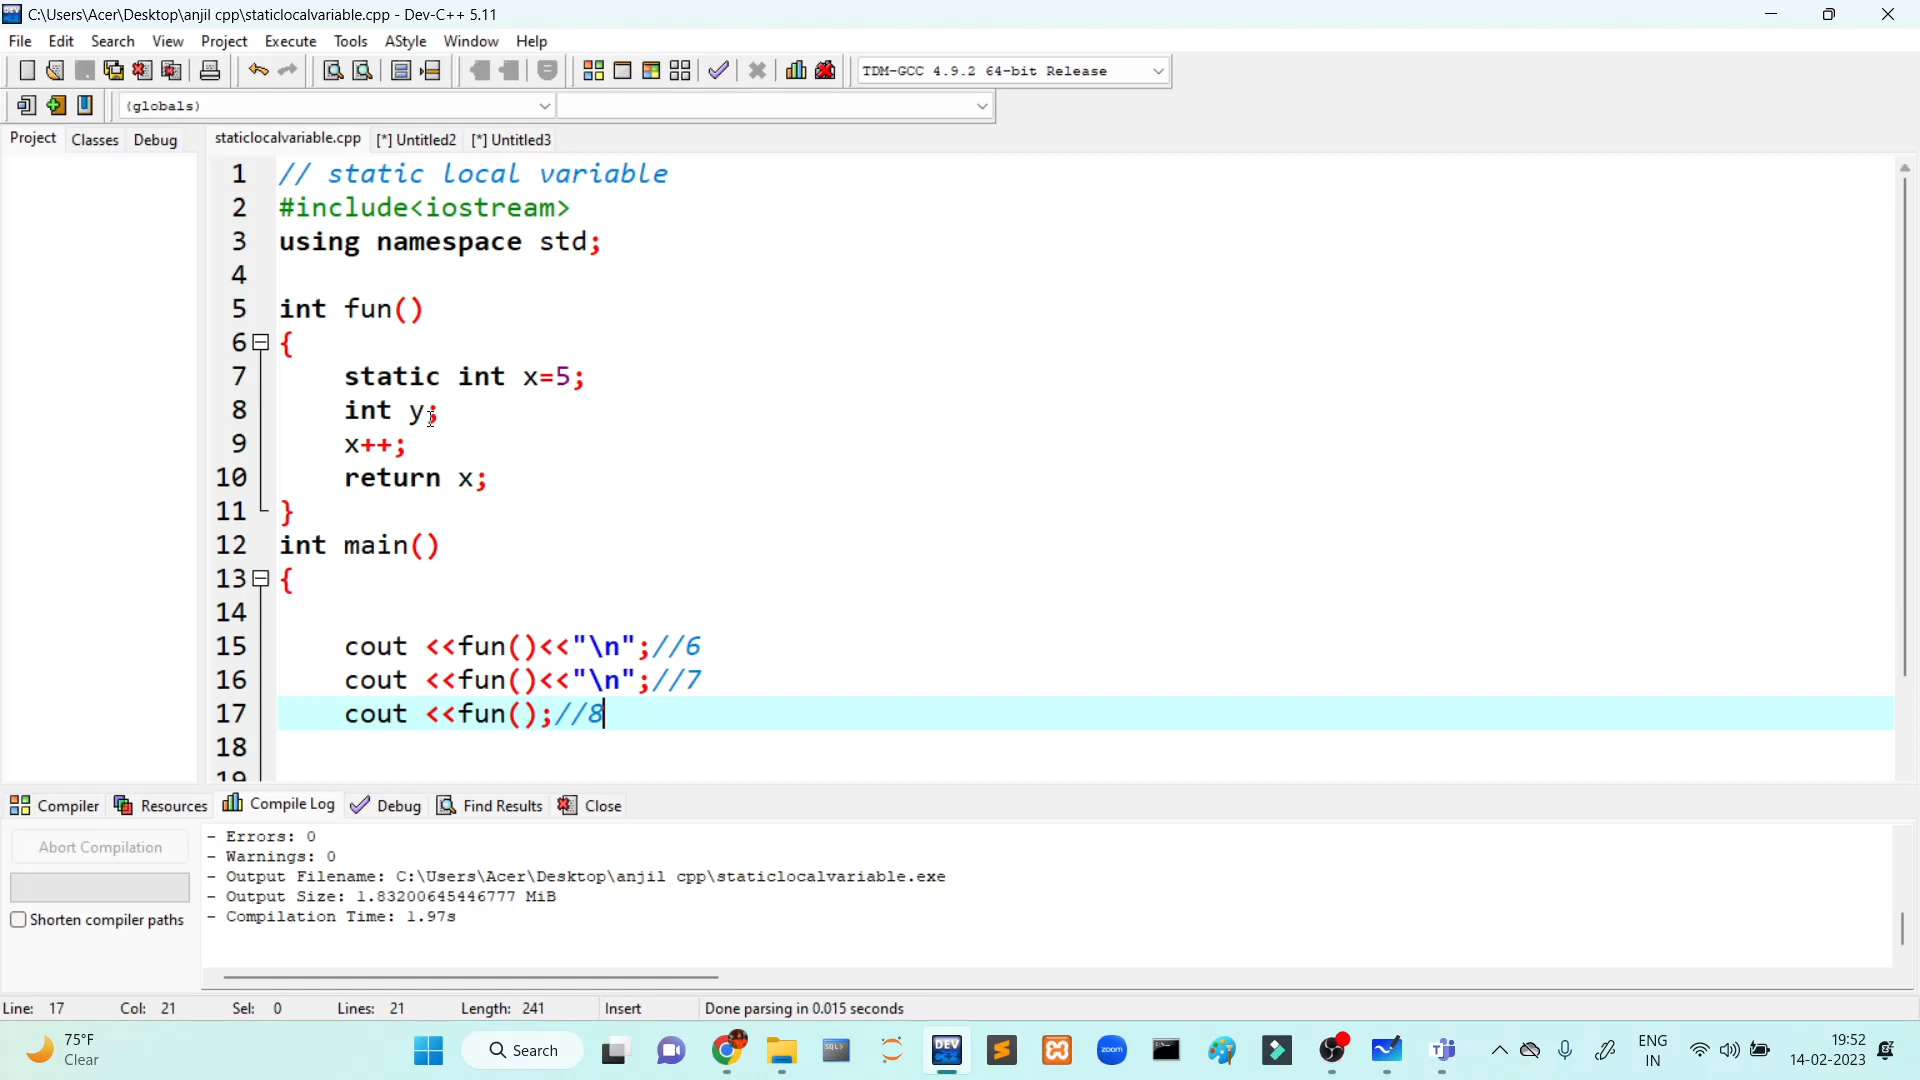 C:\Users\Acer\Desktop\anjil cpp\staticlocalvariable.cpp - Dev-C++ 5.11
File Edit Search View Project Execute Tools AStyle Window Help
TDM-GCC 4.9.2 64-bit Release
(globals)
Project Classes Debug staticlocalvariable.cpp [*] Untitled2 [*] Untitled3
1 // static local variable
2 #include<iostream>
3 using namespace std;
4
5 int fun()
6 {
7 static int x=5;
8 int y;
9 x++;
10 return x;
11 }
12 int main()
13 {
14
15 cout <<fun()<<"\n";//6
16 cout <<fun()<<"\n";//7
17 cout <<fun();//8
18
19
Compiler Resources Compile Log Debug Find Results Close
Abort Compilation
Shorten compiler paths
- Errors: 0
- Warnings: 0
- Output Filename: C:\Users\Acer\Desktop\anjil cpp\staticlocalvariable.exe
- Output Size: 1.83200645446777 MiB
- Compilation Time: 1.97s
Line: 17 Col: 21 Sel: 0 Lines: 21 Length: 241 Insert Done parsing in 0.015 seconds
75°F
Clear
Search
SQL>
DEV
C++
zoom
ENG
IN
19:52
14-02-2023